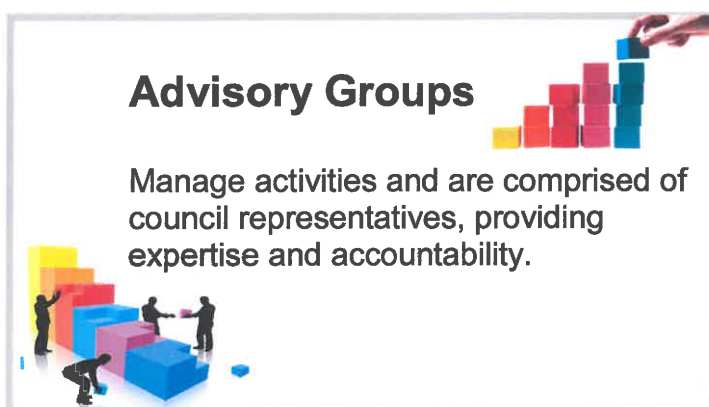 Advisory Groups
Manage activities and are comprised of
council representatives, providing
expertise and accountability.